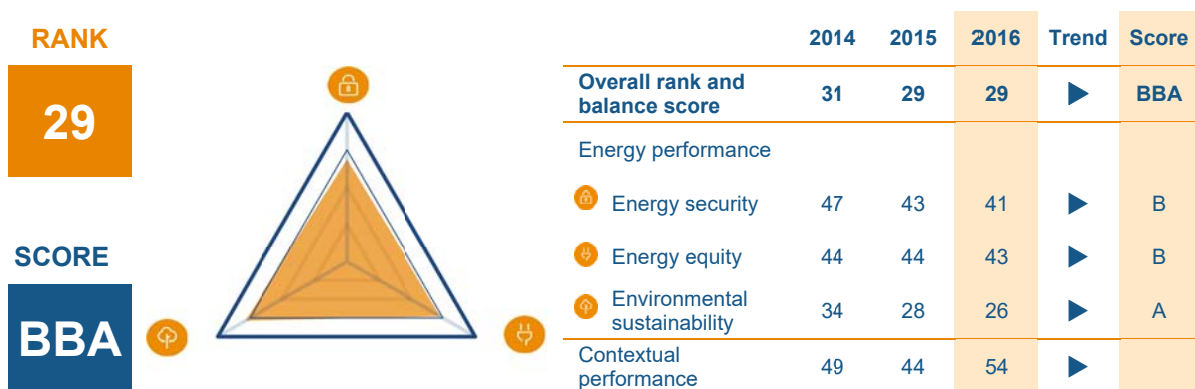 RANK
29
SCORE
BBA
2014 2015 2016 Trend Score
Overall rank and
balance score 31 29 29 BBA
Energy performance
Energy security 47 43 41 B
Energy equity 44 44 43 B
Environmental
sustainability 34 28 26 A
Contextual
performance 49 44 54